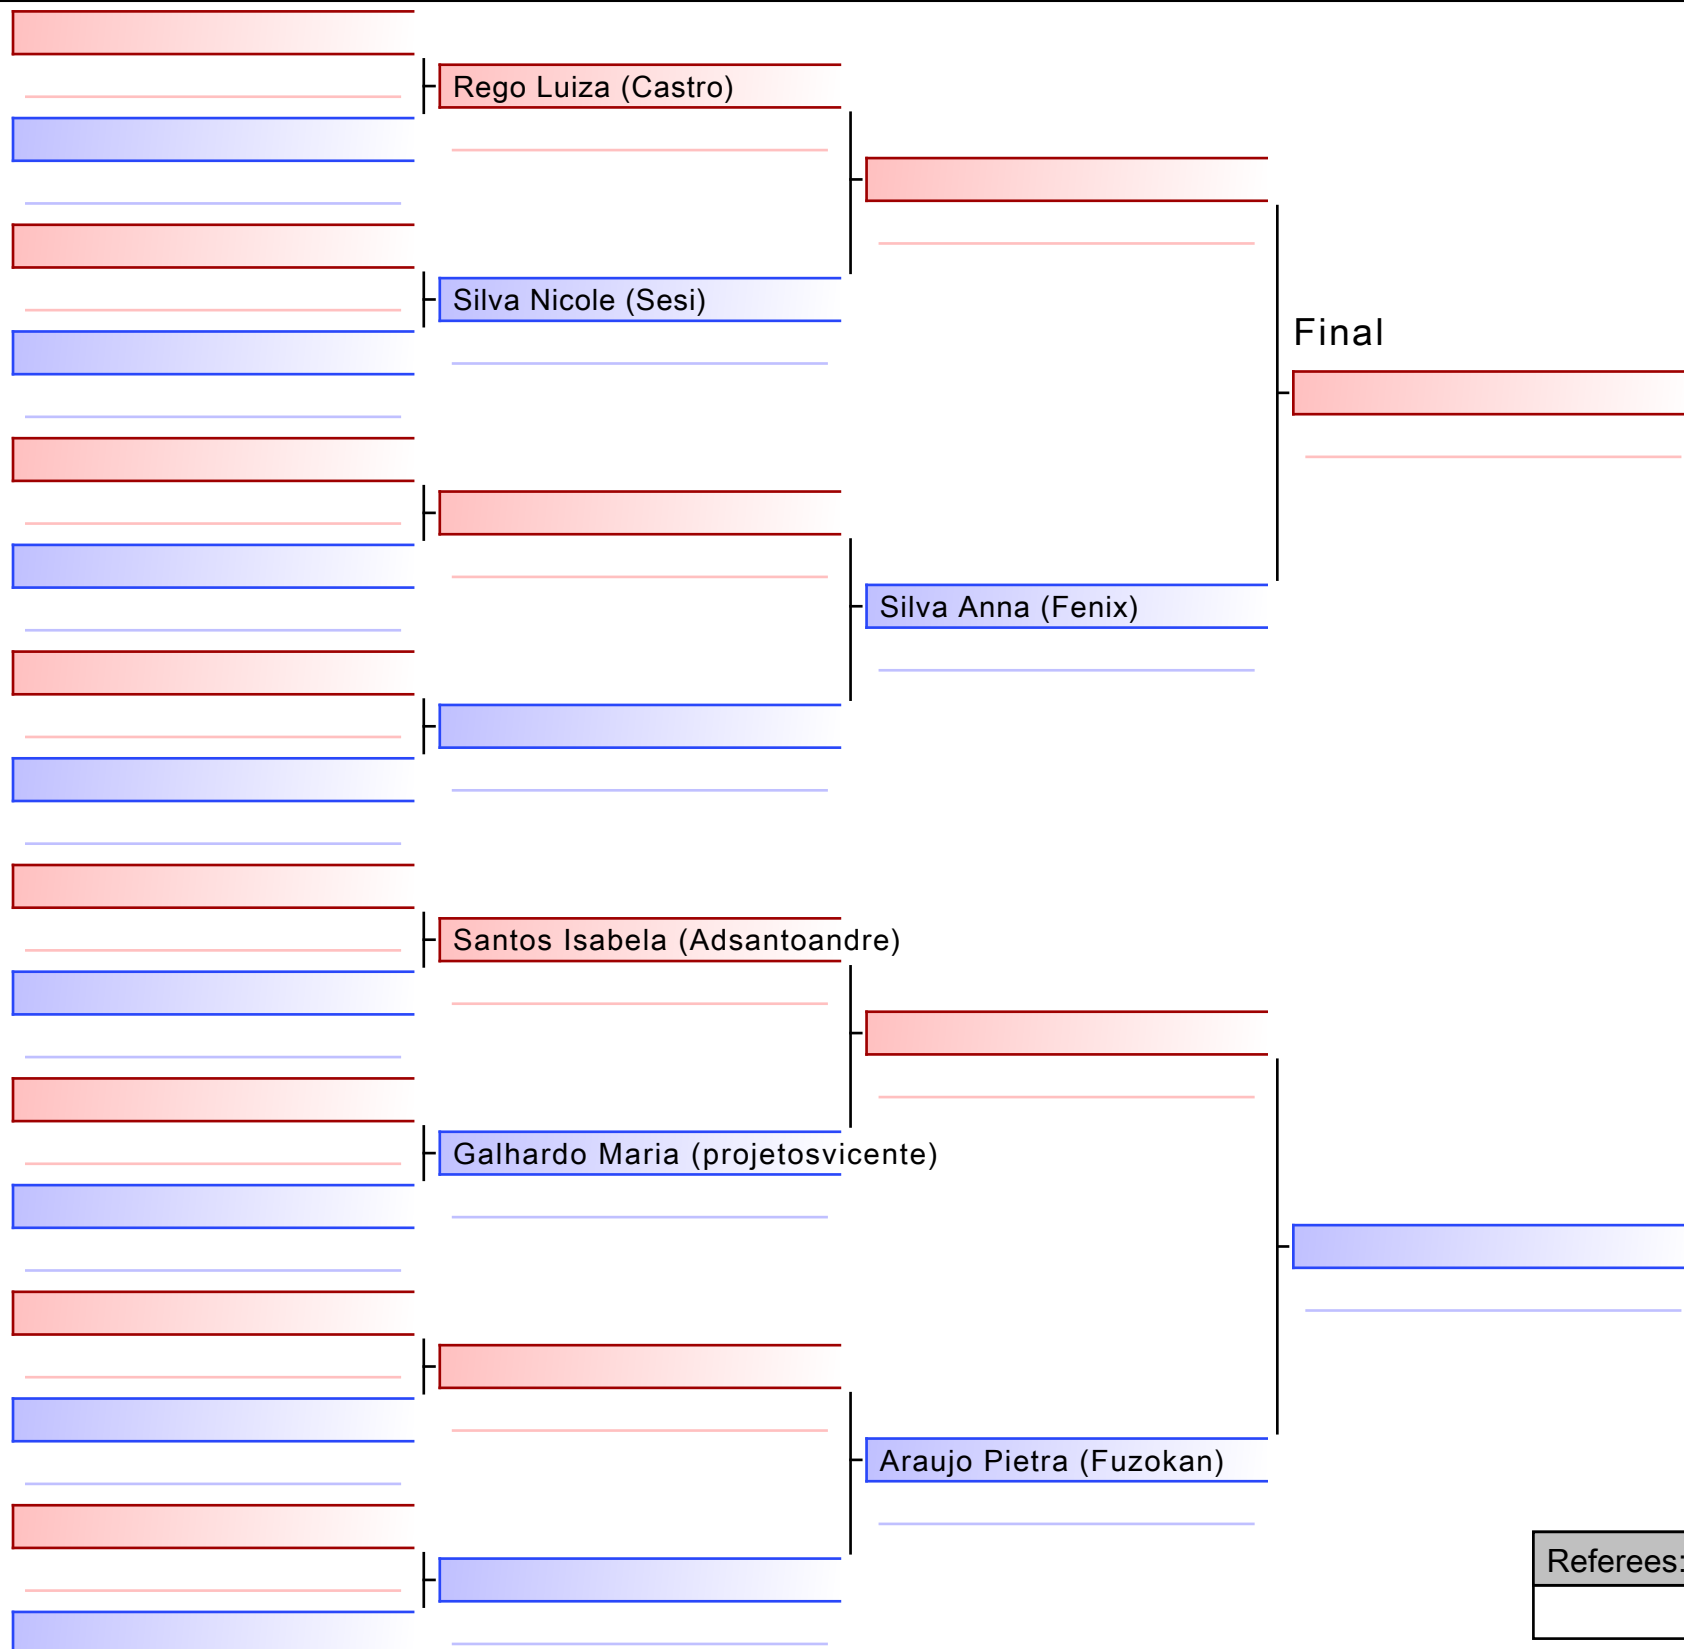 Rego Luiza (Castro)
Silva Nicole (Sesi)
Final
Silva Anna (Fenix)
Santos Isabela (Adsantoandre)
Galhardo Maria (projetosvicente)
Araujo Pietra (Fuzokan)
Referees: